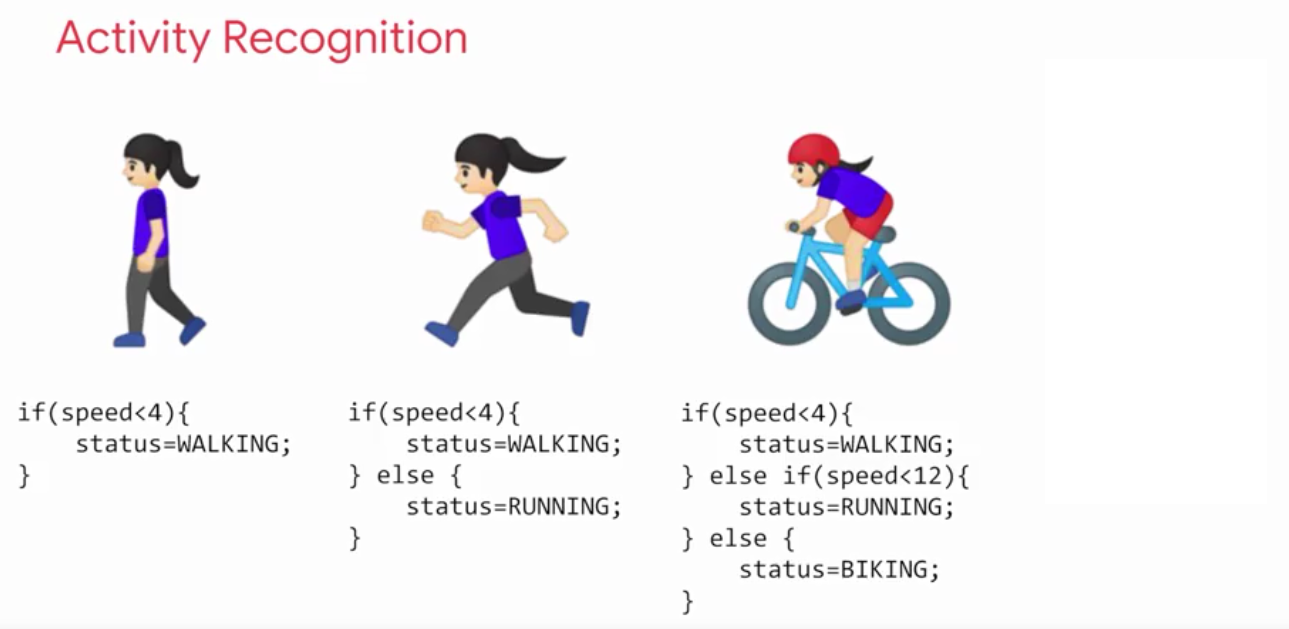 Activity Recognition
if(speed<4){
    status=WALKING;
}
if(speed<4){
    status=WALKING;
} else {
    status=RUNNING;
}
if(speed<4){
    status=WALKING;
} else if(speed<12){
    status=RUNNING;
} else {
    status=BIKING;
}